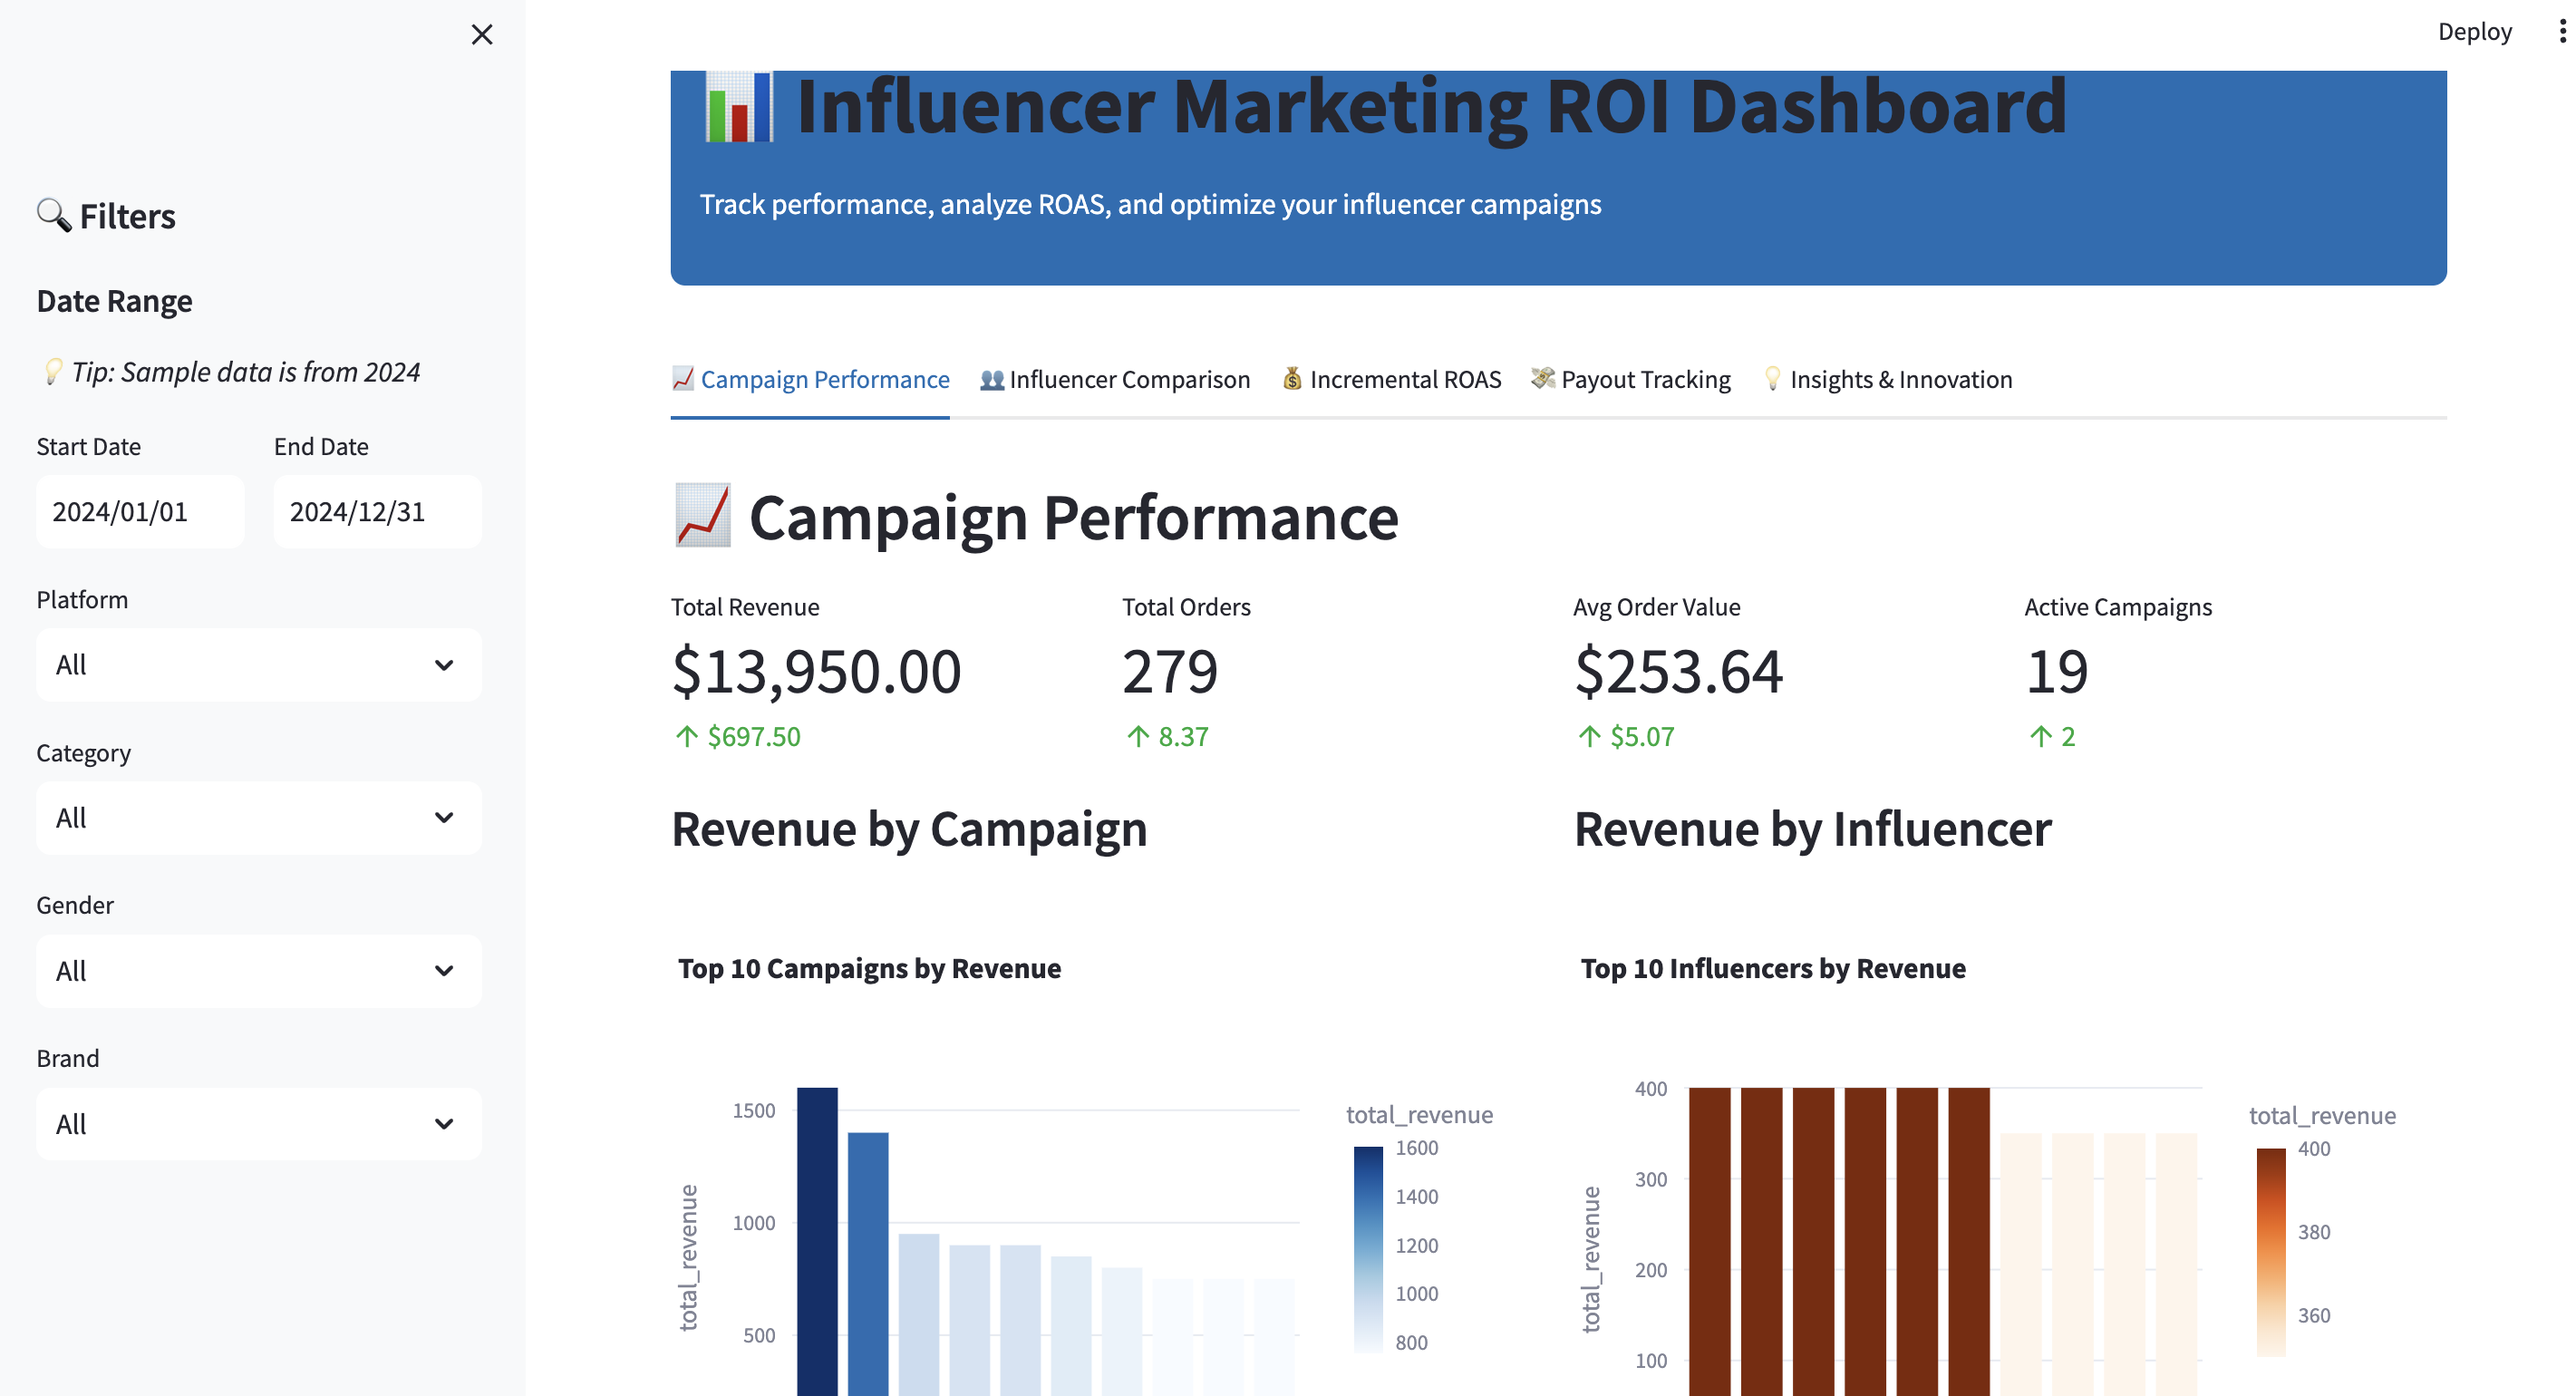 Deploy
Influencer Marketing ROI Dashboard
Track performance, analyze ROAS, and optimize your influencer campaigns
Filters
Date Range
Tip: Sample data is from 2024
Start Date
End Date
2024/01/01
2024/12/31
Platform
All
Category
All
Gender
All
Brand
All
Campaign Performance
Influencer Comparison
Incremental ROAS
Payout Tracking
Insights & Innovation
Campaign Performance
Total Revenue
$13,950.00
↑ $697.50
Total Orders
279
↑ 8.37
Avg Order Value
$253.64
↑ $5.07
Active Campaigns
19
↑ 2
Revenue by Campaign
Top 10 Campaigns by Revenue
total_revenue
1500
1000
500
total_revenue
1600
1400
1200
1000
800
Revenue by Influencer
Top 10 Influencers by Revenue
total_revenue
400
300
200
100
total_revenue
400
380
360